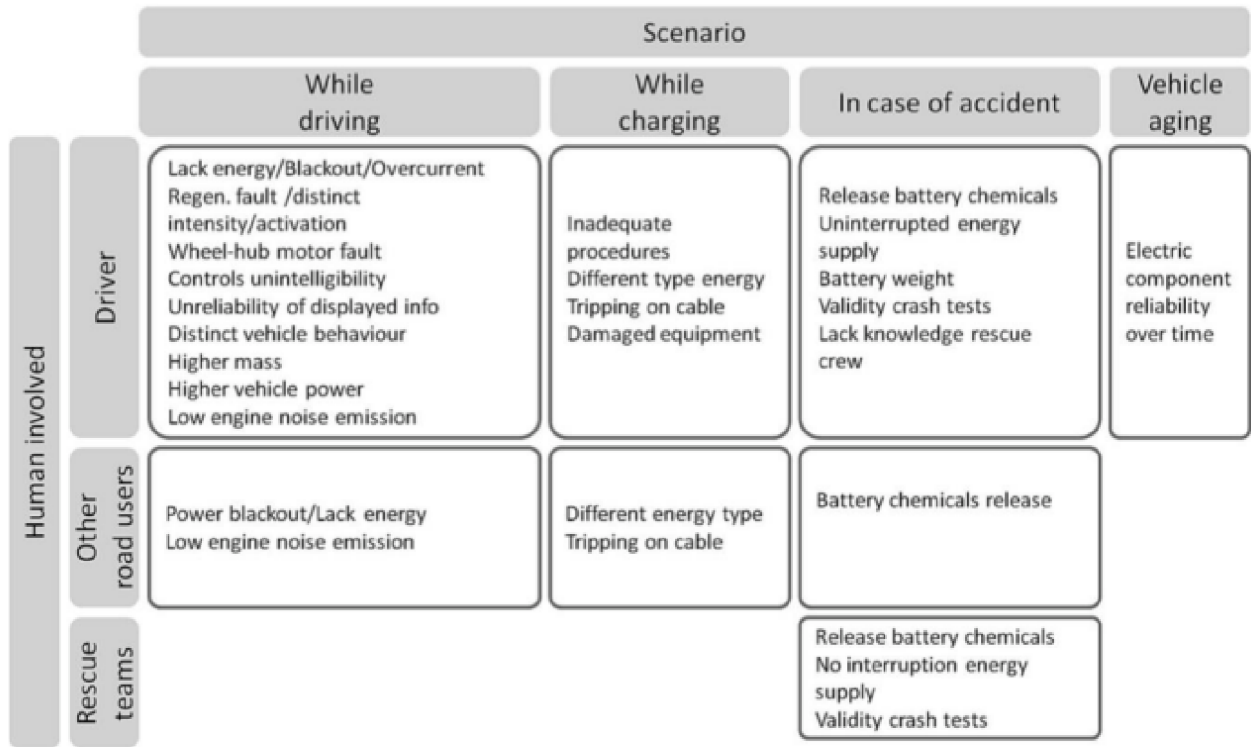 Scenario
While
driving
While
charging
In case of accident
Vehicle
aging
Human involved
Driver
Lack energy/Blackout/Overcurrent
Regen. fault /distinct
intensity/activation
Wheel-hub motor fault
Controls unintelligibility
Unreliability of displayed info
Distinct vehicle behaviour
Higher mass
Higher vehicle power
Low engine noise emission
Inadequate
procedures
Different type energy
Tripping on cable
Damaged equipment
Release battery chemicals
Uninterrupted energy
supply
Battery weight
Validity crash tests
Lack knowledge rescue
crew
Electric
component
reliability
over time
Other
road users
Power blackout/Lack energy
Low engine noise emission
Different energy type
Tripping on cable
Battery chemicals release
Rescue
teams
Release battery chemicals
No interruption energy
supply
Validity crash tests